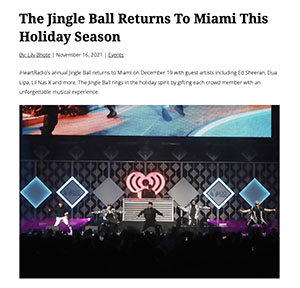 The Jingle Ball Returns To Miami This
Holiday Season
By: Lily Bhote | November 16, 2021 | Events
iHeartRadio's annual Jingle Ball returns to Miami on December 19 with guest artists including Ed Sheeran, Dua
Lipa, Lil Nas X and more. The Jingle Ball rings in the holiday spirit by gifting each crowd member with an
unforgettable musical experience.